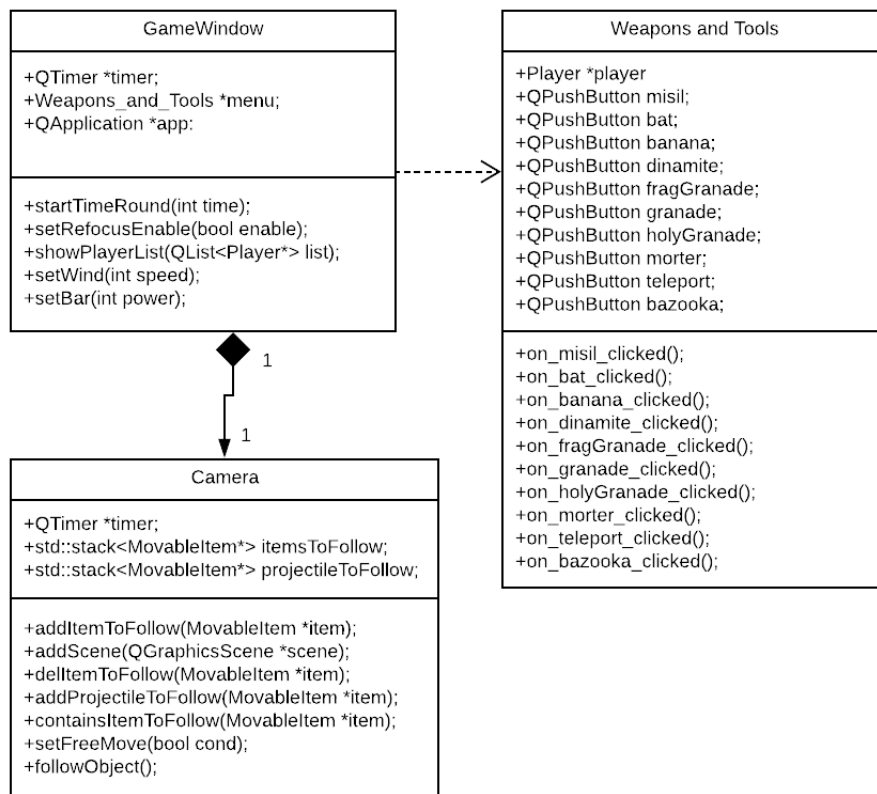 GameWindow
+QTimer *timer;
+Weapons_and_Tools *menu;
+QApplication *app:
+startTimeRound(int time);
+setRefocusEnable(bool enable);
+showPlayerList(QList<Player*> list);
+setWind(int speed);
+setBar(int power);
1
1
Camera
+QTimer *timer;
+std::stack<MovableItem*> itemsToFollow;
+std::stack<MovableItem*> projectileToFollow;
+addItemToFollow(MovableItem *item);
+addScene(QGraphicsScene *scene);
+delItemToFollow(MovableItem *item);
+addProjectileToFollow(MovableItem *item);
+containsItemToFollow(MovableItem *item);
+setFreeMove(bool cond);
+followObject();
Weapons and Tools
+Player *player
+QPushButton misil;
+QPushButton bat;
+QPushButton banana;
+QPushButton dinamite;
+QPushButton fragGranade;
+QPushButton granade;
+QPushButton holyGranade;
+QPushButton morter;
+QPushButton teleport;
+QPushButton bazooka;
+on_misil_clicked();
+on_bat_clicked();
+on_banana_clicked();
+on_dinamite_clicked();
+on_fragGranade_clicked();
+on_granade_clicked();
+on_holyGranade_clicked();
+on_morter_clicked();
+on_teleport_clicked();
+on_bazooka_clicked();